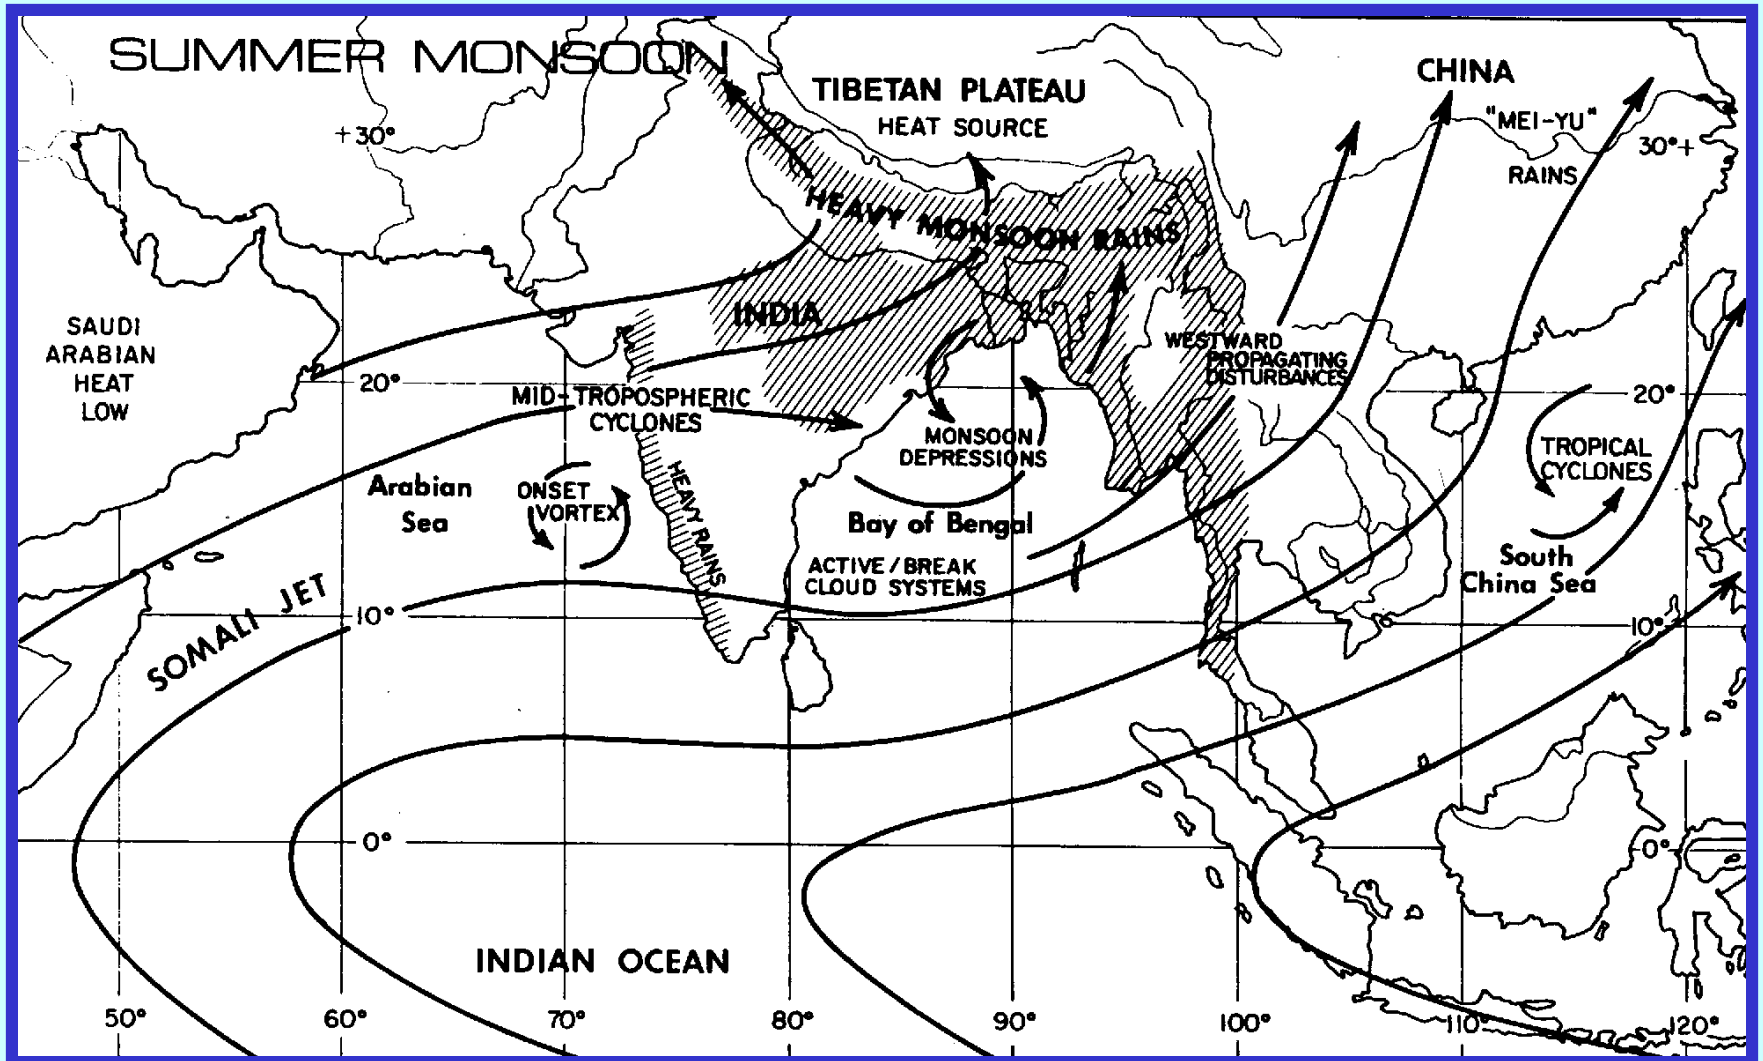 SUMMER MONSOON
CHINA
TIBETAN PLATEAU
HEAT SOURCE
"MEI-YU"
RAINS
+30°
30°+
HEAVY MONSOON RAINS
INDIA
SAUDI
ARABIAN
HEAT
LOW
WESTWARD
PROPAGATING
DISTURBANCES
20°
20°
MID-TROPOSPHERIC
CYCLONES
MONSOON
DEPRESSIONS
TROPICAL
CYCLONES
Arabian
Sea
ONSET
VORTEX
HEAVY RAINS
Bay of Bengal
ACTIVE/BREAK
CLOUD SYSTEMS
South
China Sea
SOMALI JET
10°
10°
0°
0°
INDIAN OCEAN
50°
60°
70°
80°
90°
100°
110°
120°